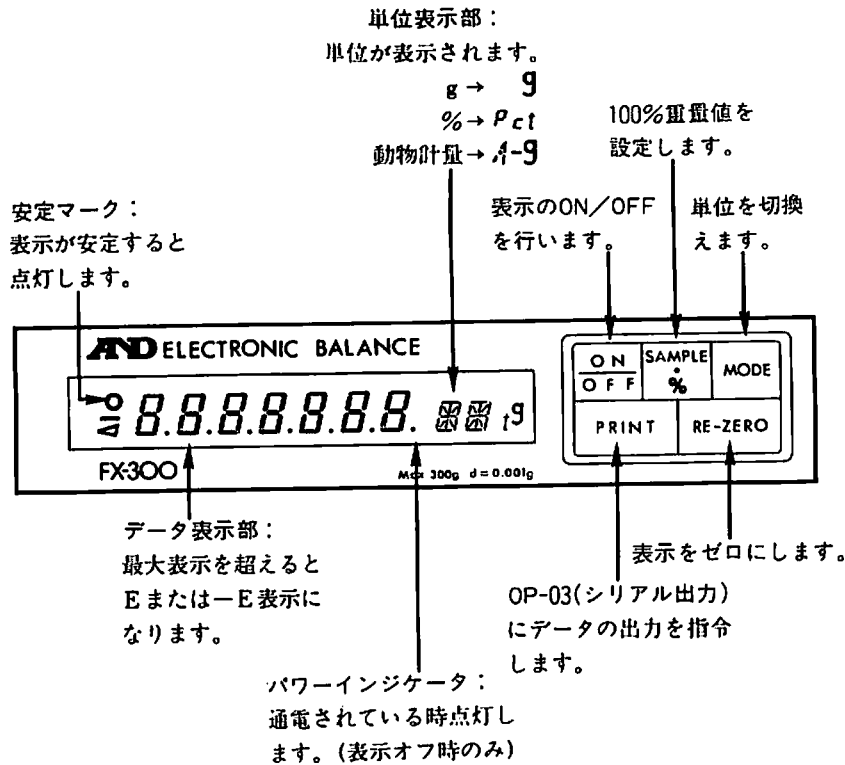 単位表示部：
単位が表示されます。
g→ g
%→Pct
動物計量→A-g
100%重量値を
設定します。
安定マーク：
表示が安定すると
点灯します。
表示のON／OFF
を行います。
単位を切換
えます。
AND ELECTRONIC BALANCE
8.8.8.8.8.8.8. tg
FX-300
Max 300g d=0.001g
ON
OFF
SAMPLE
・
%
MODE
PRINT
RE-ZERO
データ表示部：
最大表示を超えると
Eまたは－E表示に
なります。
表示をゼロにします。
OP-03(シリアル出力)
にデータの出力を指令
します。
パワーインジケータ：
通電されている時点灯し
ます。(表示オフ時のみ)